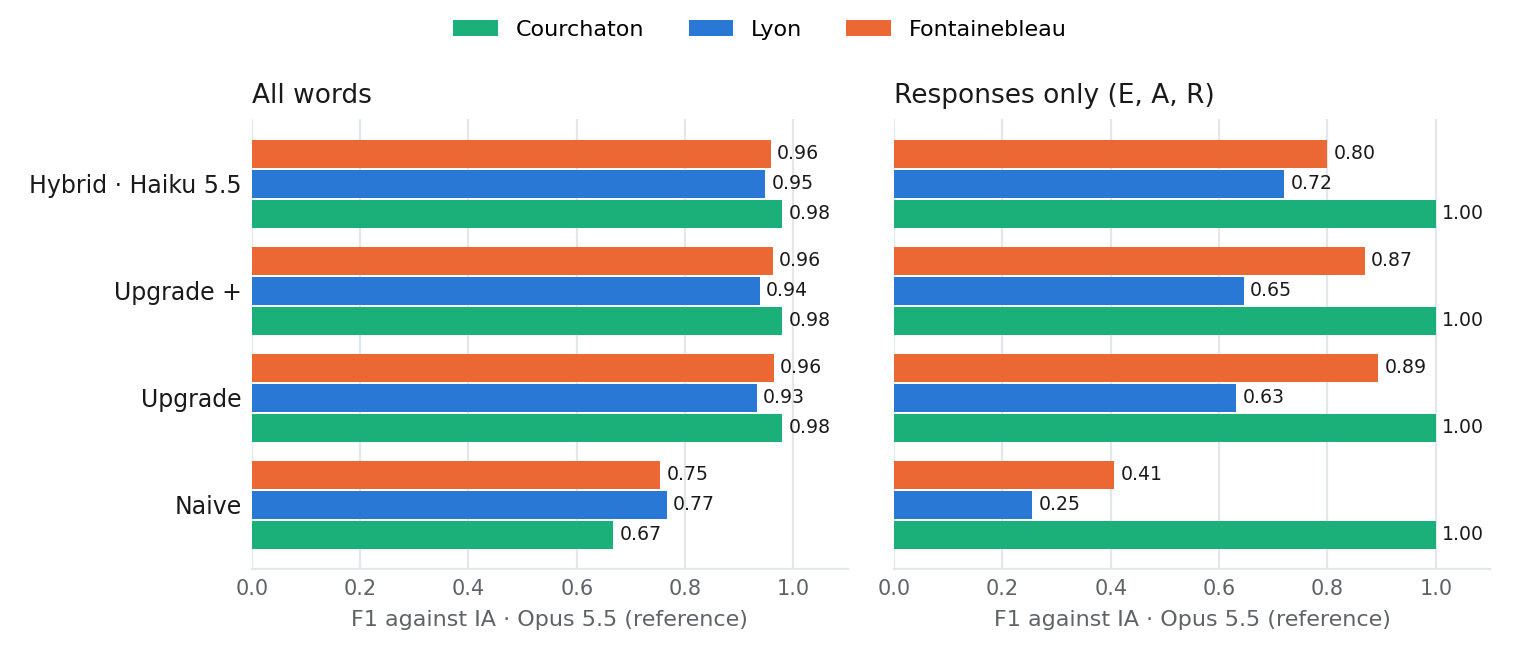 Courchaton Lyon Fontainebleau
All words
Responses only (E, A, R)
Hybrid · Haiku 5.5
0.96
0.95
0.98
0.80
0.72
1.00
Upgrade +
0.96
0.94
0.98
0.87
0.65
1.00
Upgrade
0.96
0.93
0.98
0.89
0.63
1.00
Naive
0.75
0.77
0.67
0.41
0.25
1.00
0.0 0.2 0.4 0.6 0.8 1.0
0.0 0.2 0.4 0.6 0.8 1.0
F1 against IA · Opus 5.5 (reference)
F1 against IA · Opus 5.5 (reference)